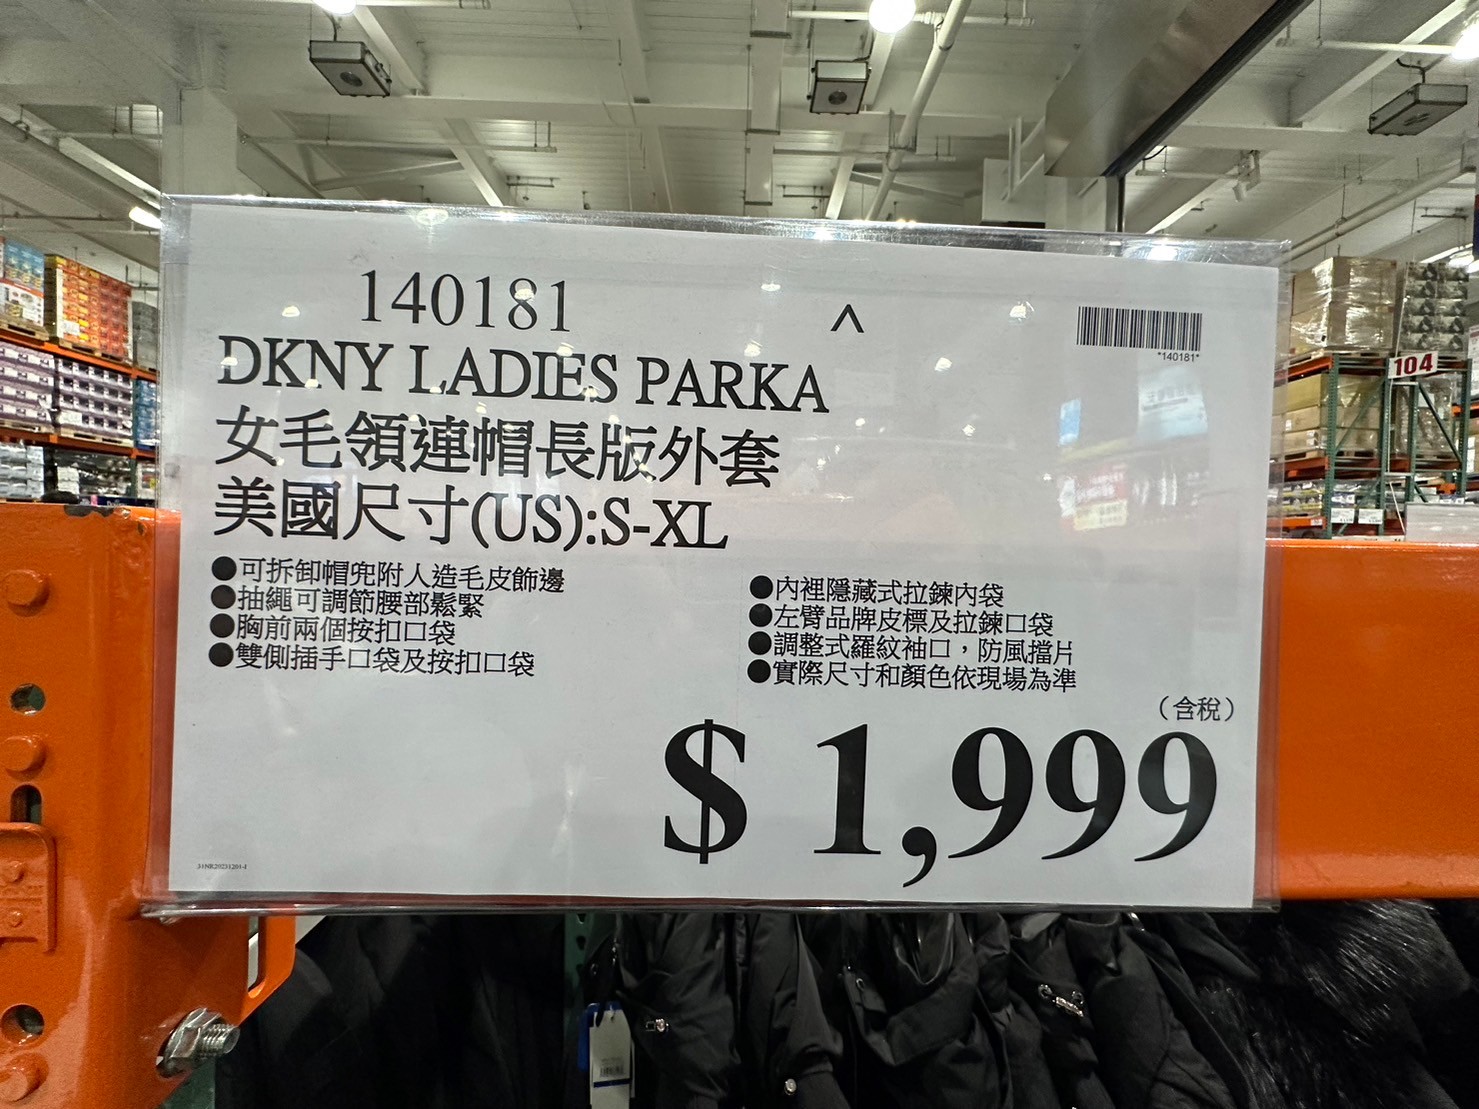 140181
^
*140181*
DKNY LADIES PARKA
女毛領連帽長版外套
美國尺寸(US):S-XL
●可拆卸帽兜附人造毛皮飾邊
●抽繩可調節腰部鬆緊
●胸前兩個按扣口袋
●雙側插手口袋及按扣口袋
●內裡隱藏式拉鍊內袋
●左臂品牌皮標及拉鍊口袋
●調整式羅紋袖口，防風擋片
●實際尺寸和顏色依現場為準
（含稅）
$ 1,999
104